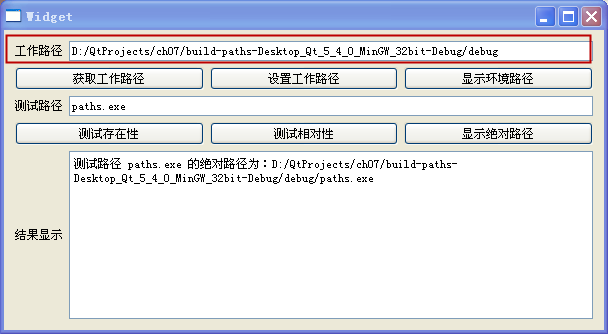 Widget
工作路径 D:/QtProjects/ch07/build-paths-Desktop_Qt_5_4_0_MinGW_32bit-Debug/debug
获取工作路径 设置工作路径 显示环境路径
测试路径 paths.exe
测试存在性 测试相对性 显示绝对路径
测试路径 paths.exe 的绝对路径为：D:/QtProjects/ch07/build-paths-
Desktop_Qt_5_4_0_MinGW_32bit-Debug/debug/paths.exe
结果显示